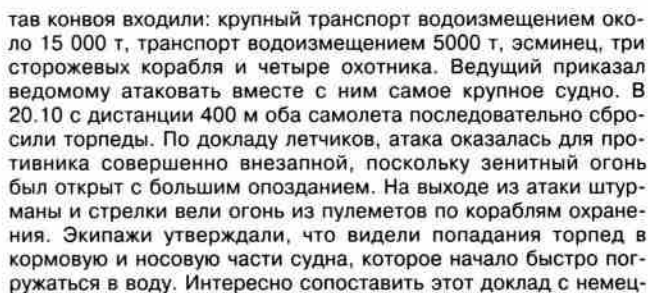 тав конвоя входили: крупный транспорт водоизмещением око-
ло 15 000 т, транспорт водоизмещением 5000 т, эсминец, три
сторожевых корабля и четыре охотника. Ведущий приказал
ведомому атаковать вместе с ним самое крупное судно. В
20.10 с дистанции 400 м оба самолета последовательно сбро-
сили торпеды. По докладу летчиков, атака оказалась для про-
тивника совершенно внезапной, поскольку зенитный огонь
был открыт с большим опозданием. На выходе из атаки штур-
маны и стрелки вели огонь из пулеметов по кораблям охране-
ния. Экипажи утверждали, что видели попадания торпед в
кормовую и носовую части судна, которое начало быстро пог-
ружаться в воду. Интересно сопоставить этот доклад с немец-